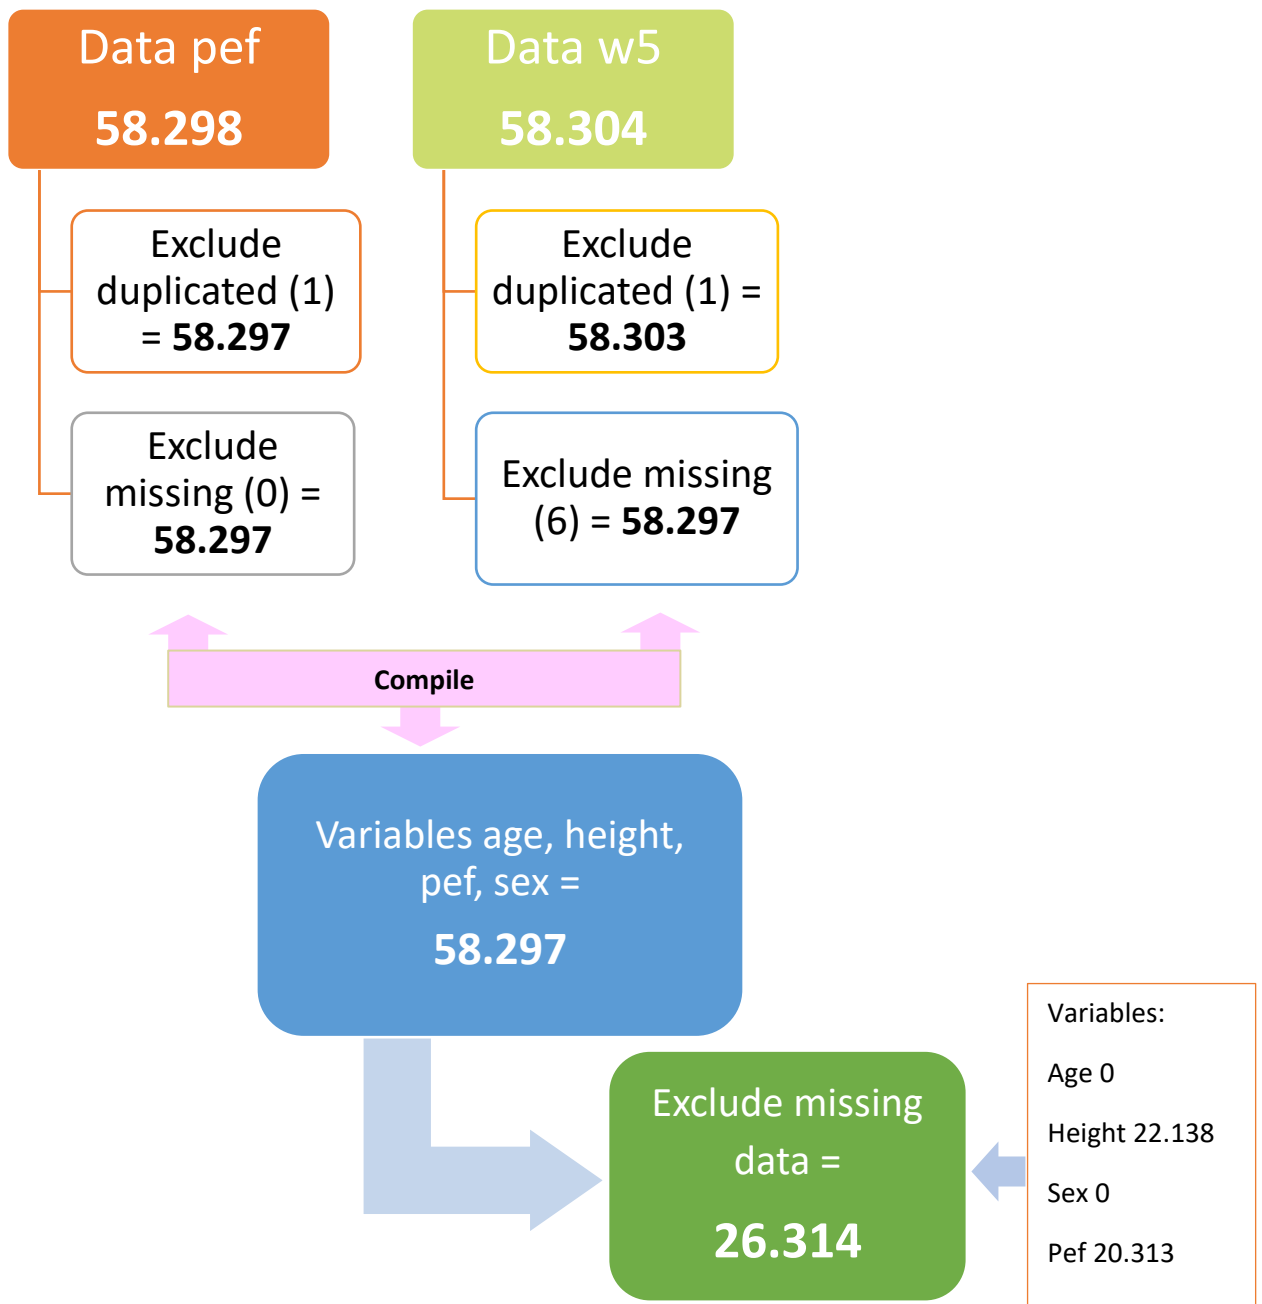 Data pef
58.298
Data w5
58.304
Exclude
duplicated (1)
= 58.297
Exclude
duplicated (1) =
58.303
Exclude
missing (0) =
58.297
Exclude missing
(6) = 58.297
Compile
Variables age, height,
pef, sex =
58.297
Exclude missing
data =
26.314
Variables:
Age 0
Height 22.138
Sex 0
Pef 20.313